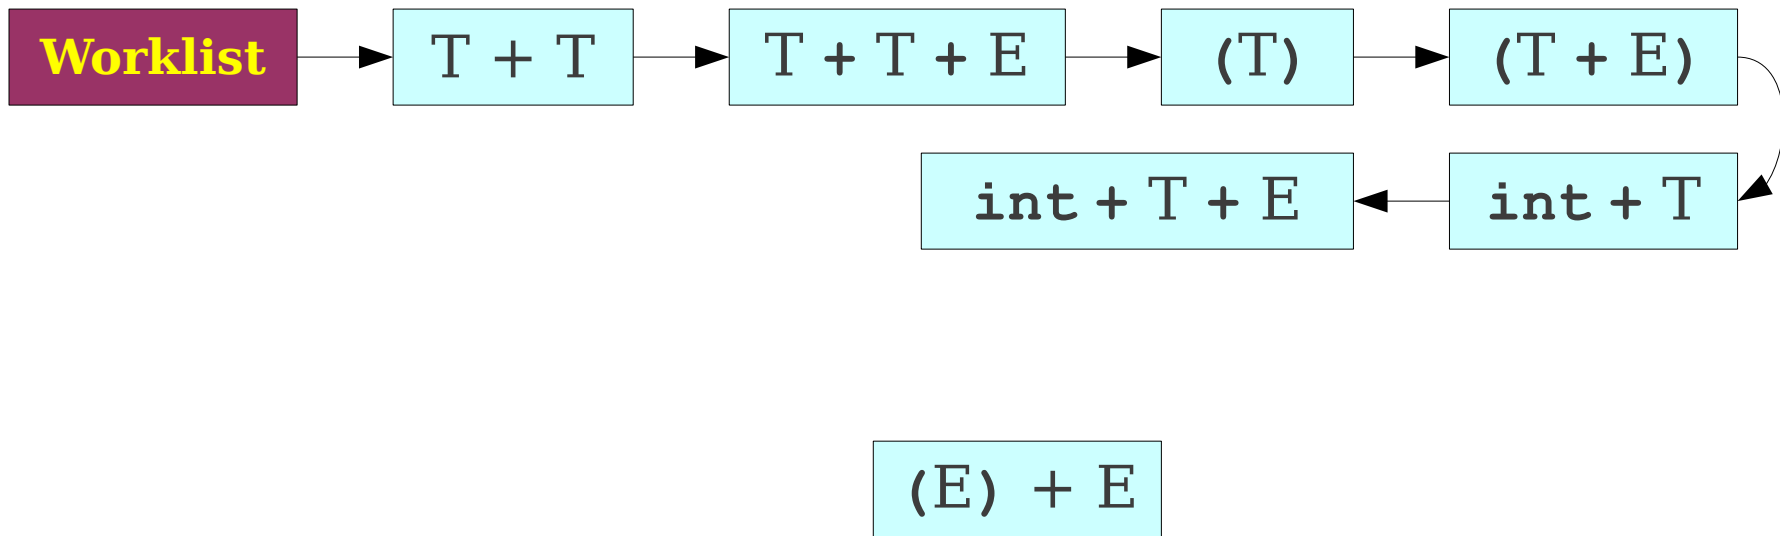 Worklist T + T T + T + E (T) (T + E)
int + T + E int + T
(E) + E